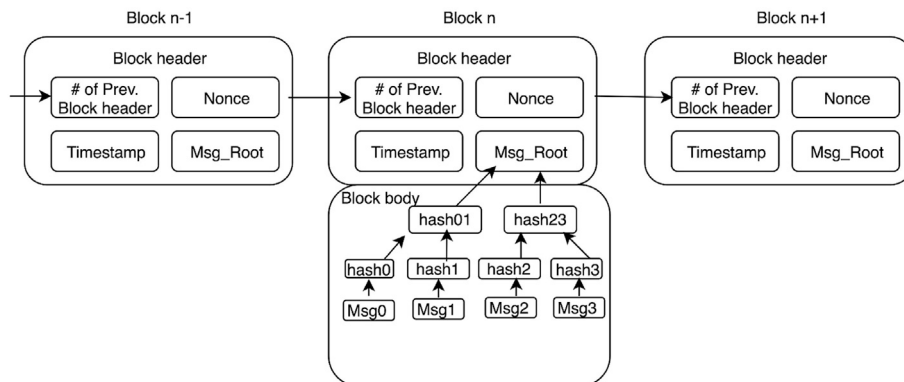 Block n-1
Block n
Block n+1
Block header
# of Prev.
Block header
Nonce
Timestamp
Msg_Root
Block header
# of Prev.
Block header
Nonce
Timestamp
Msg_Root
Block header
# of Prev.
Block header
Nonce
Timestamp
Msg_Root
Block body
hash01
hash23
hash0
hash1
hash2
hash3
Msg0
Msg1
Msg2
Msg3